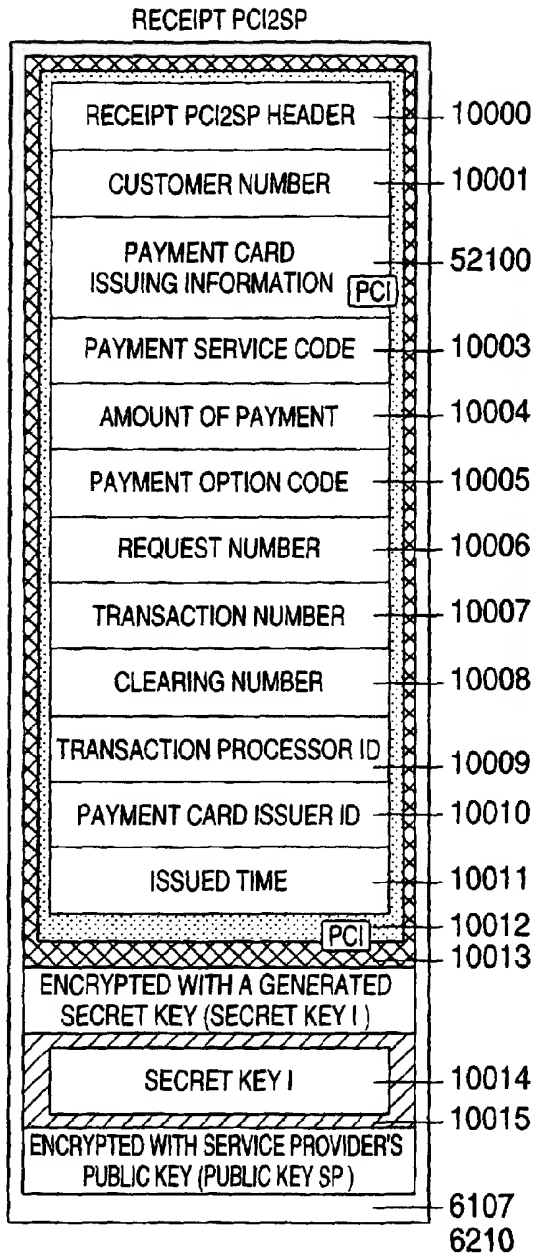 RECEIPT PCI2SP
RECEIPT PCI2SP HEADER 10000
CUSTOMER NUMBER 10001
PAYMENT CARD
ISSUING INFORMATION PCI 52100
PAYMENT SERVICE CODE 10003
AMOUNT OF PAYMENT 10004
PAYMENT OPTION CODE 10005
REQUEST NUMBER 10006
TRANSACTION NUMBER 10007
CLEARING NUMBER 10008
TRANSACTION PROCESSOR ID 10009
PAYMENT CARD ISSUER ID 10010
ISSUED TIME 10011
PCI 10012
10013
ENCRYPTED WITH A GENERATED
SECRET KEY (SECRET KEY I)
SECRET KEY I 10014
10015
ENCRYPTED WITH SERVICE PROVIDER'S
PUBLIC KEY (PUBLIC KEY SP)
6107
6210